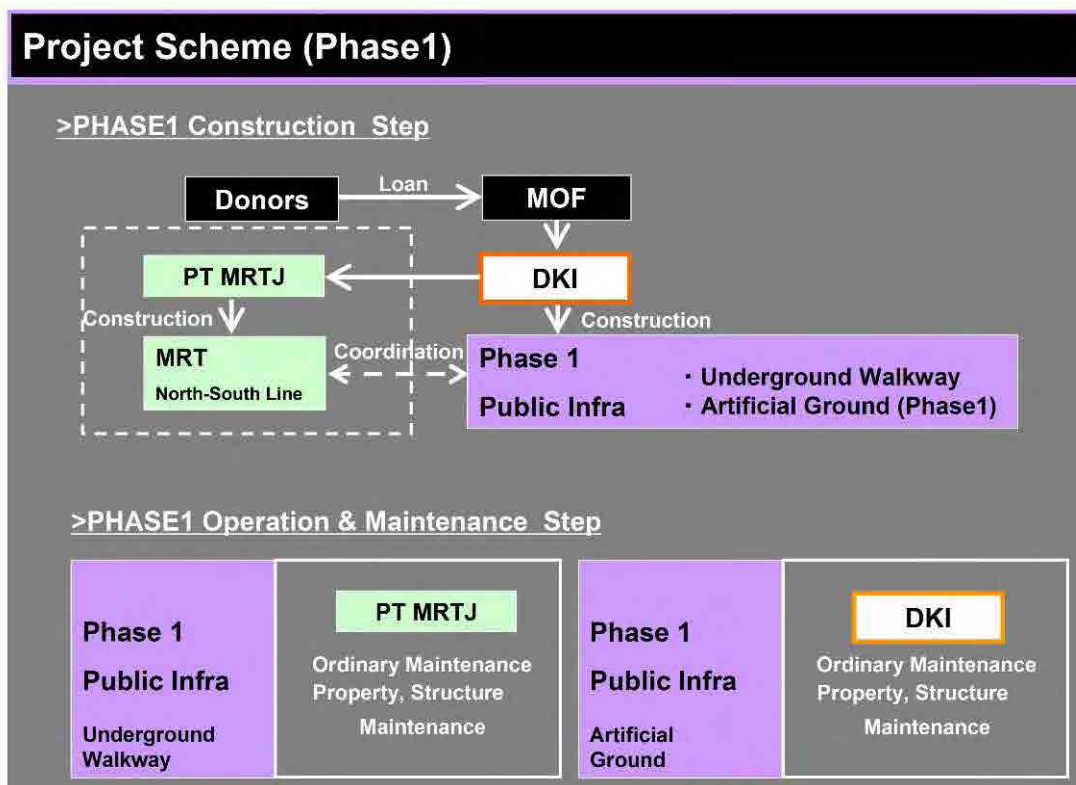 Project Scheme (Phase1)
>PHASE1 Construction Step
Donors
Loan
MOF
PT MRTJ
DKI
Construction
Construction
MRT
North-South Line
Coordination
Phase 1
Public Infra
・Underground Walkway
・Artificial Ground (Phase1)
>PHASE1 Operation & Maintenance Step
Phase 1
Public Infra
Underground
Walkway
PT MRTJ
Ordinary Maintenance
Property, Structure
Maintenance
Phase 1
Public Infra
Artificial
Ground
DKI
Ordinary Maintenance
Property, Structure
Maintenance